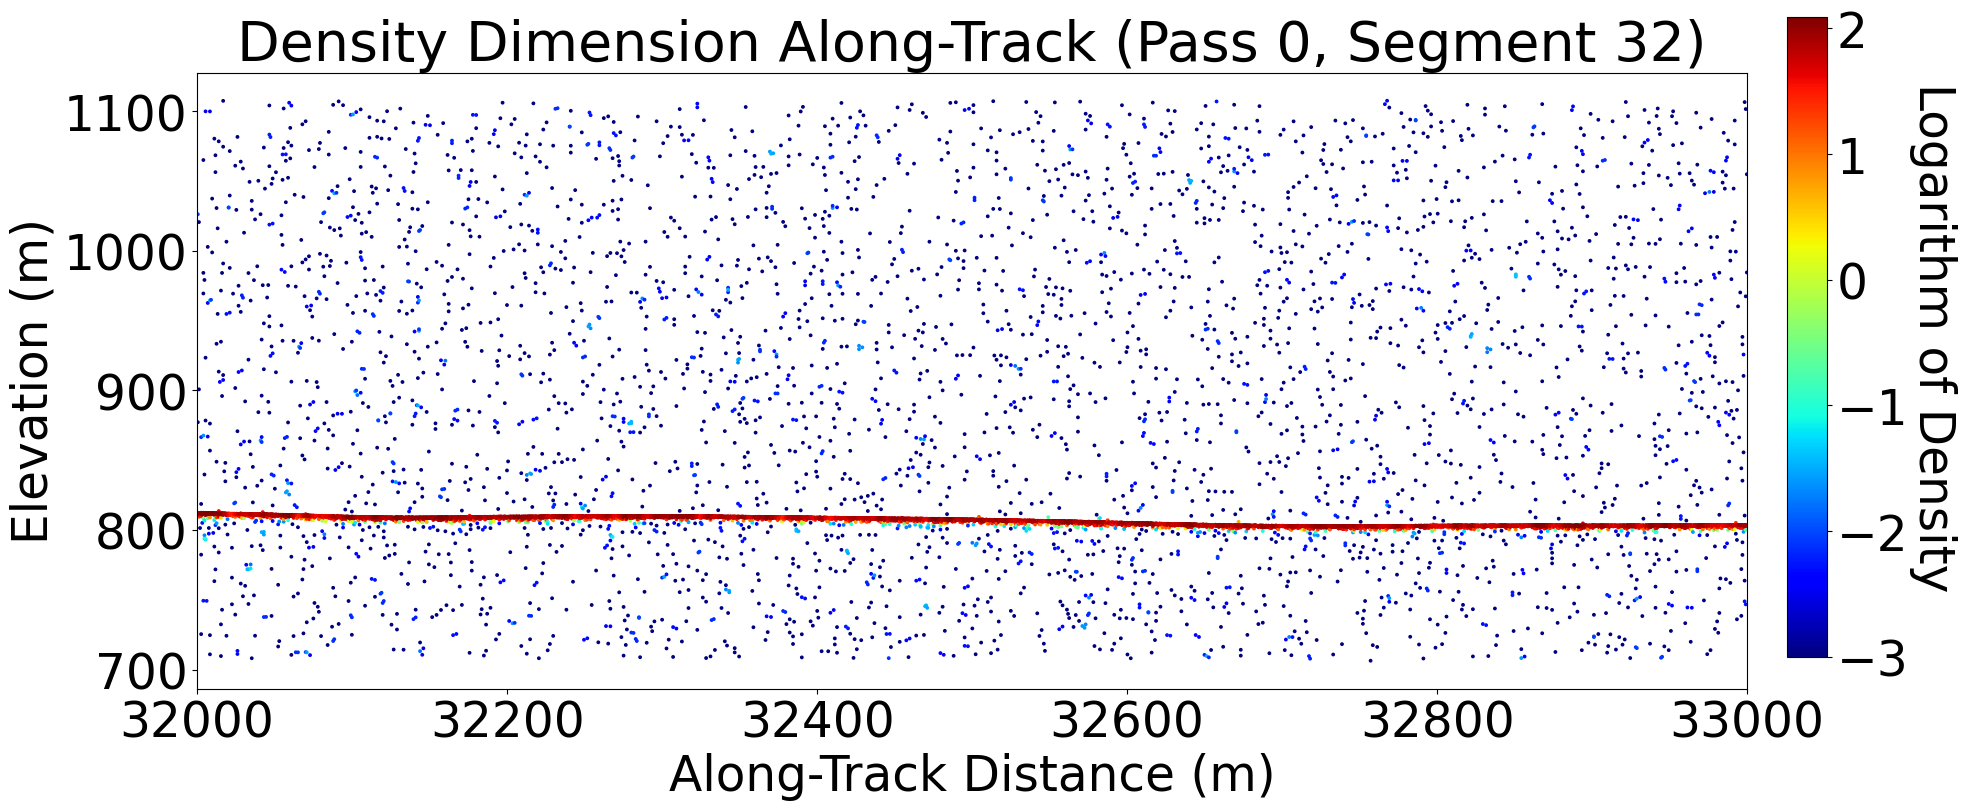 Density Dimension Along-Track (Pass 0, Segment 32)
Elevation (m)
1100
1000
900
800
700
32000 32200 32400 32600 32800 33000
Along-Track Distance (m)
2
1
0
−1
−2
−3
Logarithm of Density